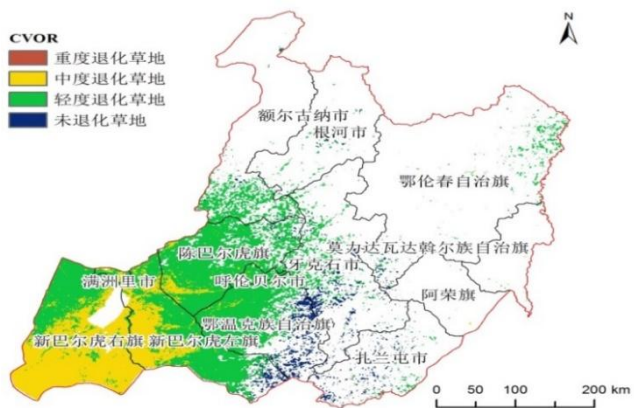 N
CVOR
重度退化草地
中度退化草地
轻度退化草地
未退化草地
额尔古纳市
根河市
鄂伦春自治旗
莫力达瓦达斡尔族自治旗
陈巴尔虎旗
牙克石市
满洲里市
呼伦贝尔市
阿荣旗
鄂温克族自治旗
新巴尔虎右旗 新巴尔虎左旗
扎兰屯市
0 50 100 200 km